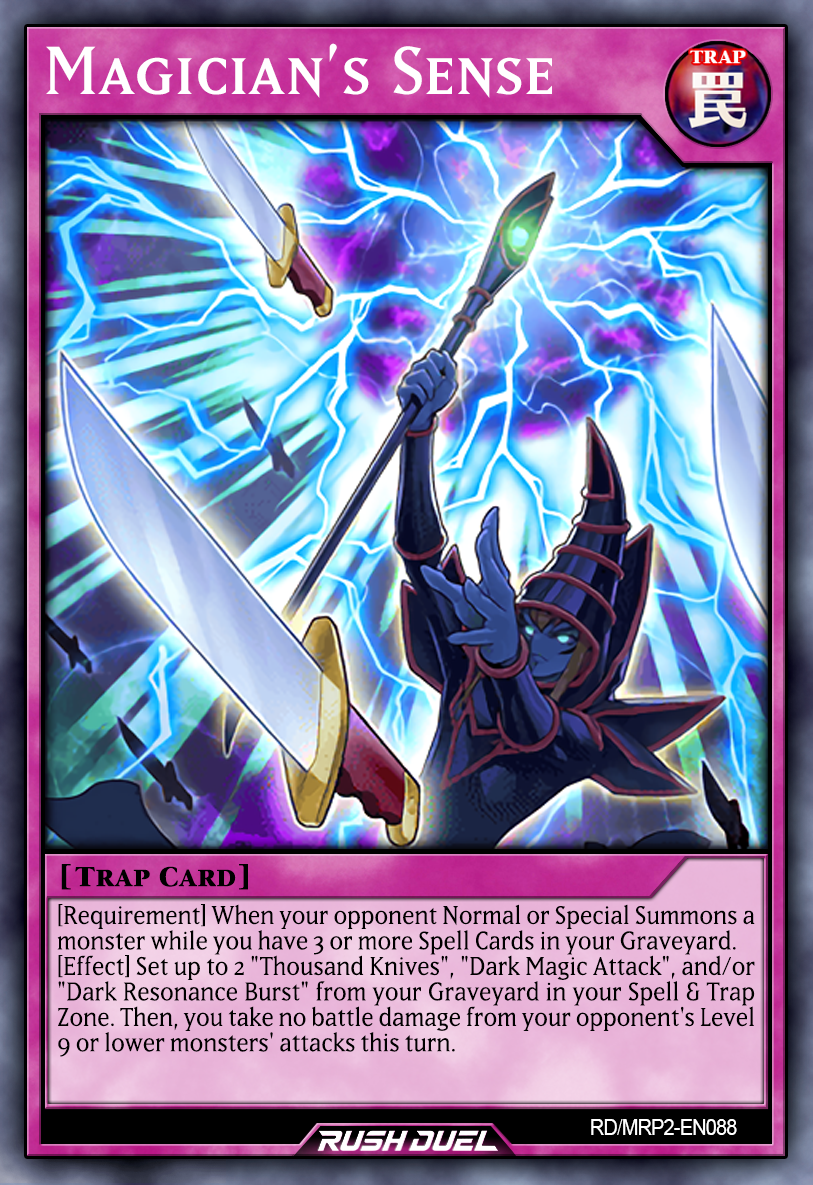 Magician's Sense
TRAP
罠
[Trap Card]
[Requirement] When your opponent Normal or Special Summons a
monster while you have 3 or more Spell Cards in your Graveyard.
[Effect] Set up to 2 "Thousand Knives", "Dark Magic Attack", and/or
"Dark Resonance Burst" from your Graveyard in your Spell & Trap
Zone. Then, you take no battle damage from your opponent's Level
9 or lower monsters' attacks this turn.
RD/MRP2-EN088
RUSH DUEL